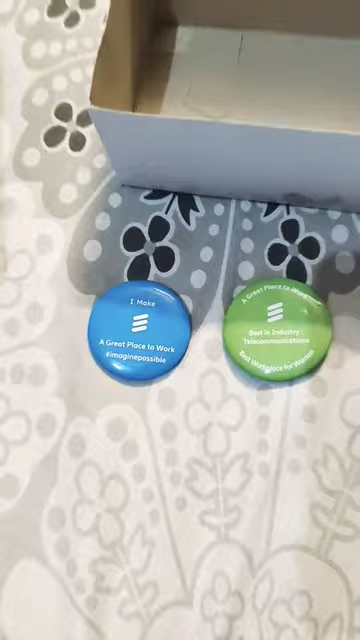 I Make
A Great Place to Work
#imaginepossible
A Great Place to Work
Best in Industry :
Telecommunications
Best Workplace for Women